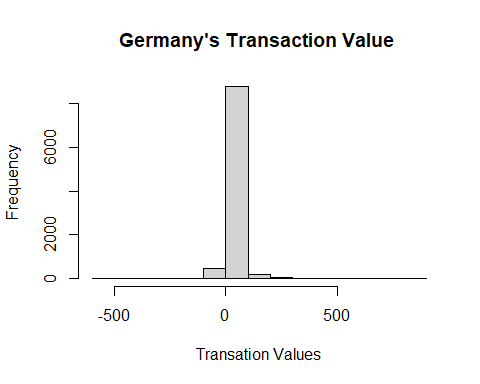 Germany's Transaction Value
Frequency
6000
2000
0
-500 0 500
Transation Values